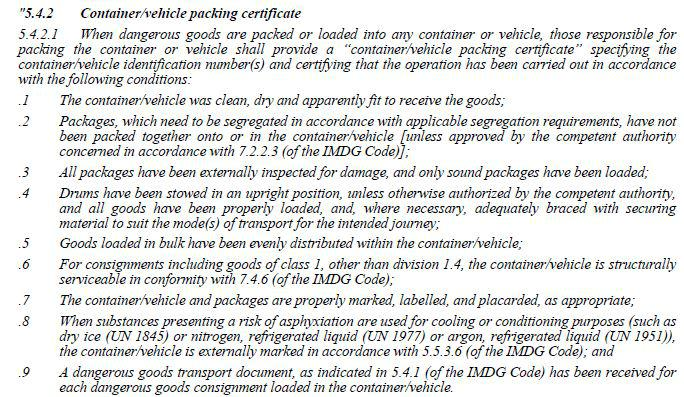 "5.4.2 Container/vehicle packing certificate
5.4.2.1 When dangerous goods are packed or loaded into any container or vehicle, those responsible for
packing the container or vehicle shall provide a “container/vehicle packing certificate” specifying the
container/vehicle identification number(s) and certifying that the operation has been carried out in accordance
with the following conditions:
.1 The container/vehicle was clean, dry and apparently fit to receive the goods;
.2 Packages, which need to be segregated in accordance with applicable segregation requirements, have not
been packed together onto or in the container/vehicle [unless approved by the competent authority
concerned in accordance with 7.2.2.3 (of the IMDG Code)];
.3 All packages have been externally inspected for damage, and only sound packages have been loaded;
.4 Drums have been stowed in an upright position, unless otherwise authorized by the competent authority,
and all goods have been properly loaded, and, where necessary, adequately braced with securing
material to suit the mode(s) of transport for the intended journey;
.5 Goods loaded in bulk have been evenly distributed within the container/vehicle;
.6 For consignments including goods of class 1, other than division 1.4, the container/vehicle is structurally
serviceable in conformity with 7.4.6 (of the IMDG Code);
.7 The container/vehicle and packages are properly marked, labelled, and placarded, as appropriate;
.8 When substances presenting a risk of asphyxiation are used for cooling or conditioning purposes (such as
dry ice (UN 1845) or nitrogen, refrigerated liquid (UN 1977) or argon, refrigerated liquid (UN 1951)),
the container/vehicle is externally marked in accordance with 5.5.3.6 (of the IMDG Code); and
.9 A dangerous goods transport document, as indicated in 5.4.1 (of the IMDG Code) has been received for
each dangerous goods consignment loaded in the container/vehicle.